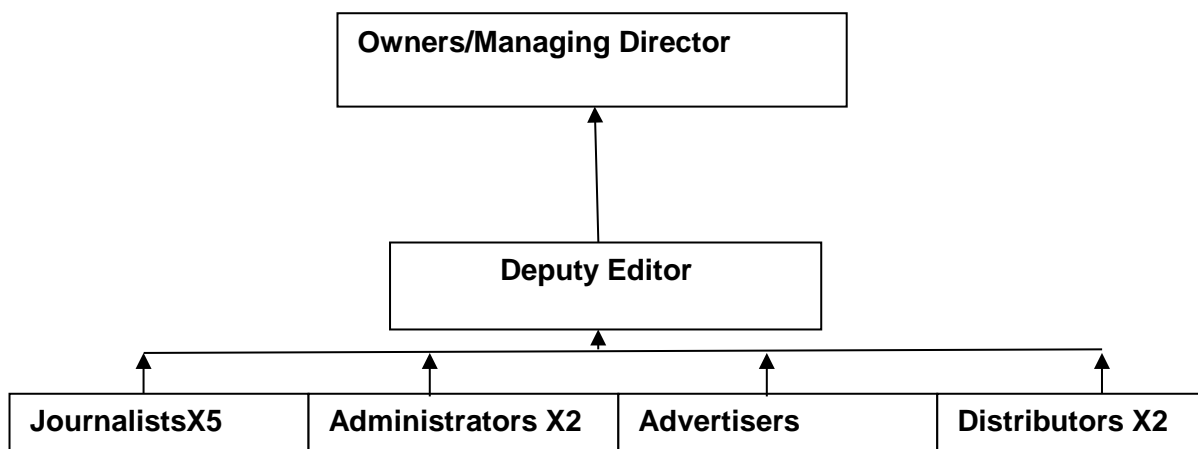 Owners/Managing Director
Deputy Editor
JournalistsX5
Administrators X2
Advertisers
Distributors X2